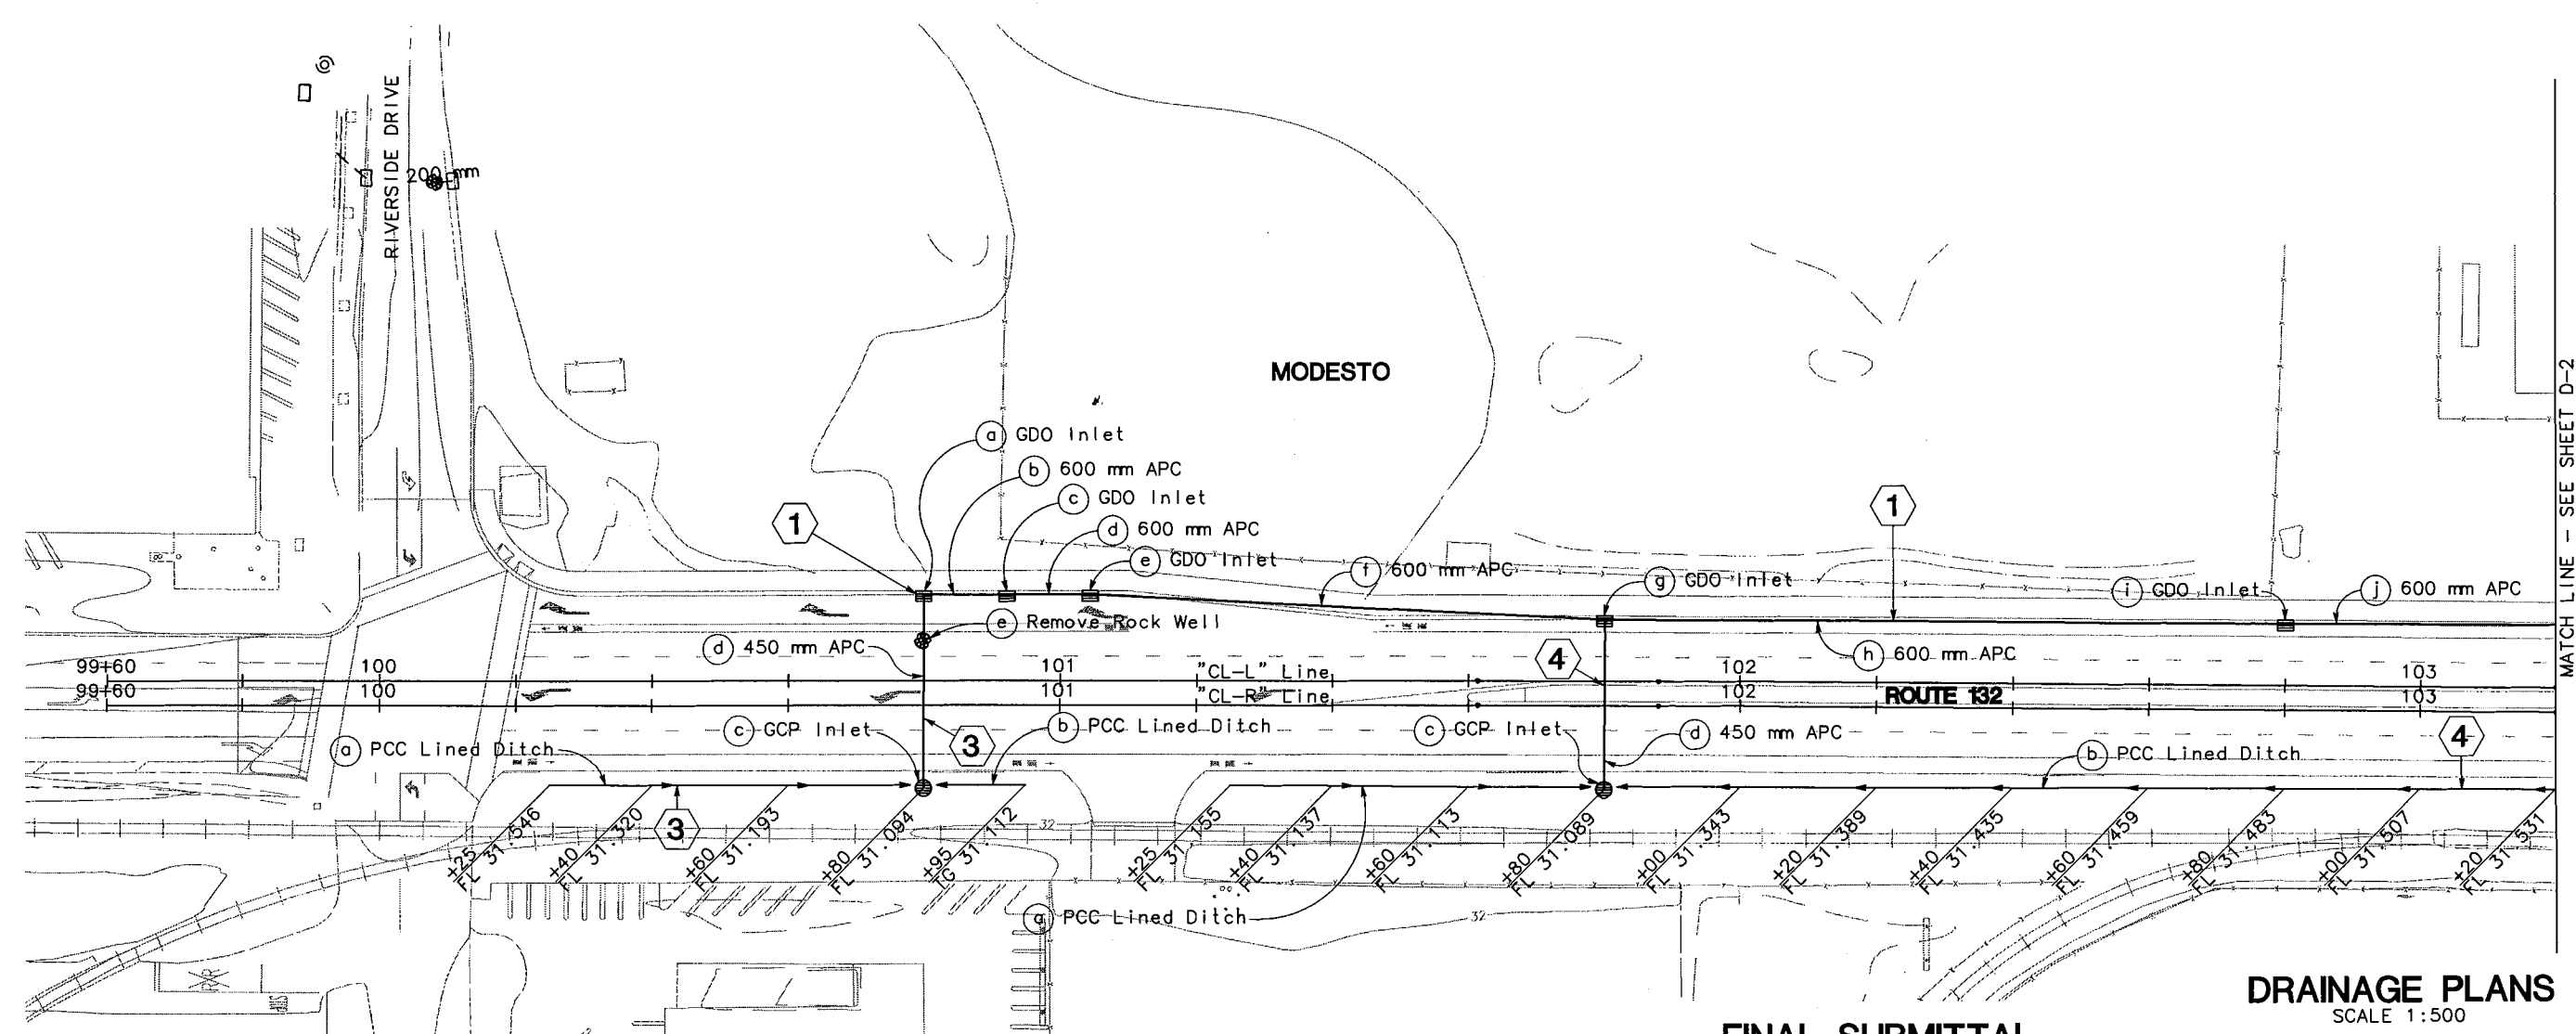 RIVERSIDE DRIVE
200 mm
MODESTO
MATCH LINE - SEE SHEET D-2
a GDO Inlet
b 600 mm APC
c GDO Inlet
d 600 mm APC
e GDO Inlet
f 600 mm APC
g GDO Inlet
h 600 mm APC
i GDO Inlet
j 600 mm APC
1
1
e Remove Rock Well
d 450 mm APC
4
99+60
100
101
"CL-L" Line
102
103
99+60
100
101
"CL-R" Line
102
ROUTE 132
103
a PCC Lined Ditch
c GCP Inlet
3
b PCC Lined Ditch
c GCP Inlet
d 450 mm APC
b PCC Lined Ditch
4
3
32
+25
FL 31.546
+40
FL 31.320
+60
FL 31.193
+80
FL 31.094
+95
TG 31.112
+25
FL 31.155
+40
FL 31.137
+60
FL 31.113
+80
FL 31.089
+00
FL 31.343
+20
FL 31.389
+40
FL 31.435
+60
FL 31.459
+80
FL 31.483
+00
FL 31.507
+20
FL 31.531
a PCC Lined Ditch
32
DRAINAGE PLANS
SCALE 1:500
FINAL SUBMITTAL